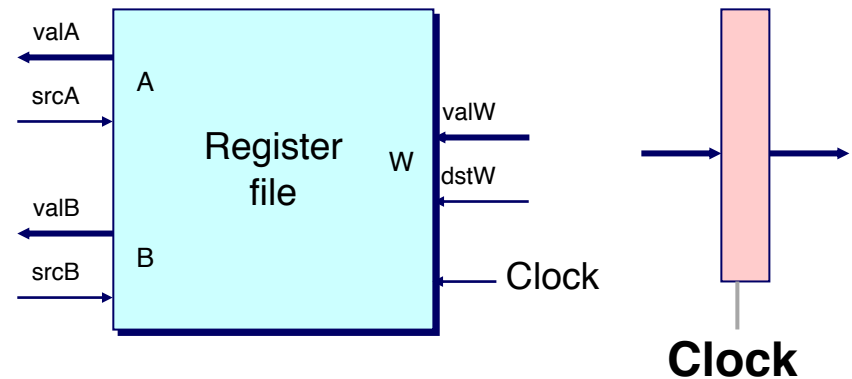 valA
srcA
A
Register
file
valW
W
dstW
valB
srcB
B
Clock
Clock